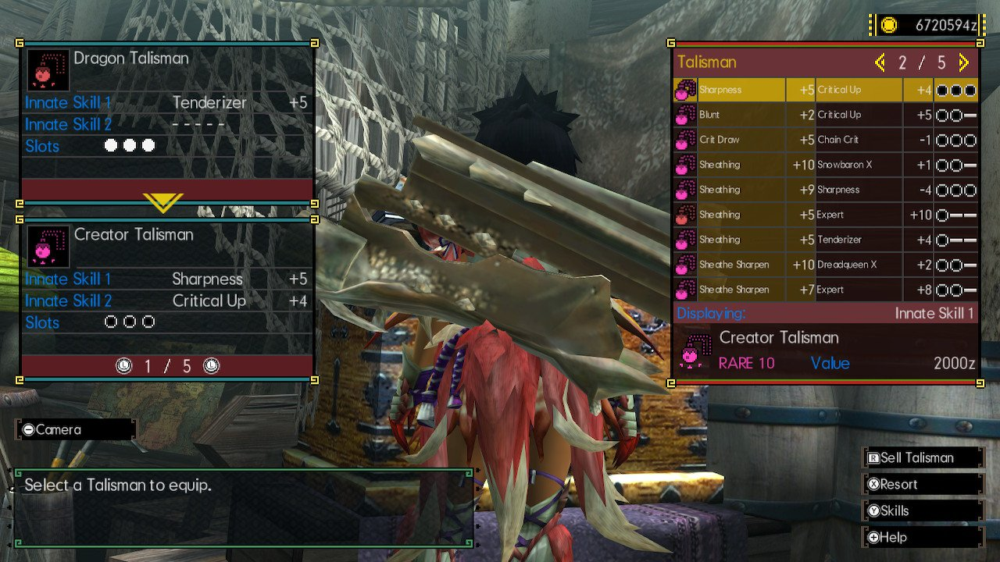 6720594z
Dragon Talisman
Innate Skill 1 Tenderizer +5
Innate Skill 2 -----
Slots
Creator Talisman
Innate Skill 1 Sharpness +5
Innate Skill 2 Critical Up +4
Slots
1 / 5
Camera
Select a Talisman to equip.
Talisman 2 / 5
Sharpness +5 Critical Up +4
Blunt +2 Critical Up +5
Crit Draw +5 Chain Crit -1
Sheathing +10 Snowbaron X +1
Sheathing +9 Sharpness -4
Sheathing +5 Expert +10
Sheathing +5 Tenderizer +4
Sheathe Sharpen +10 Dreadqueen X +2
Sheathe Sharpen +7 Expert +8
Displaying: Innate Skill 1
Creator Talisman
RARE 10 Value 2000z
R Sell Talisman
X Resort
Y Skills
Help